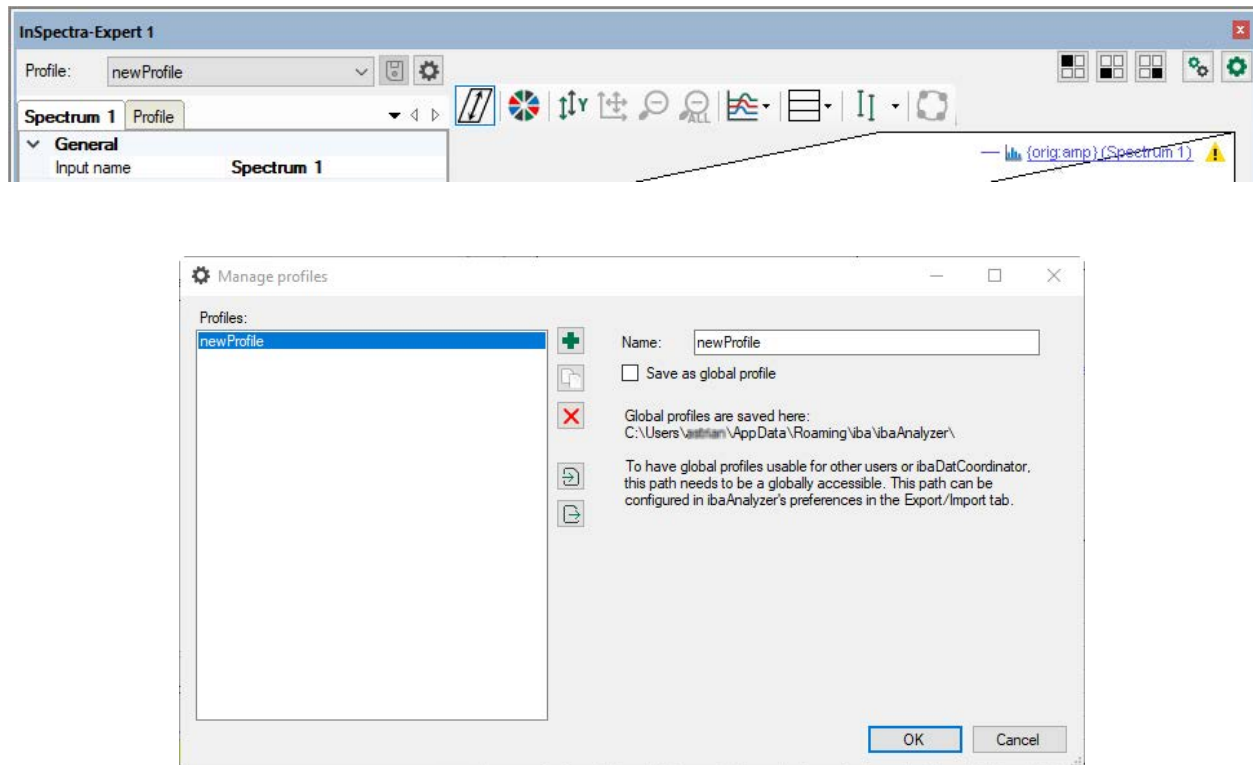 InSpectra-Expert 1
Profile: newProfile
Spectrum 1 Profile
ALL
General
Input name Spectrum 1
{orig:amp} (Spectrum 1)
Manage profiles
Profiles:
newProfile
Name: newProfile
Save as global profile
Global profiles are saved here:
C:\Users\ \AppData\Roaming\iba\ibaAnalyzer\
To have global profiles usable for other users or ibaDatCoordinator,
this path needs to be a globally accessible. This path can be
configured in ibaAnalyzer's preferences in the Export/Import tab.
OK Cancel